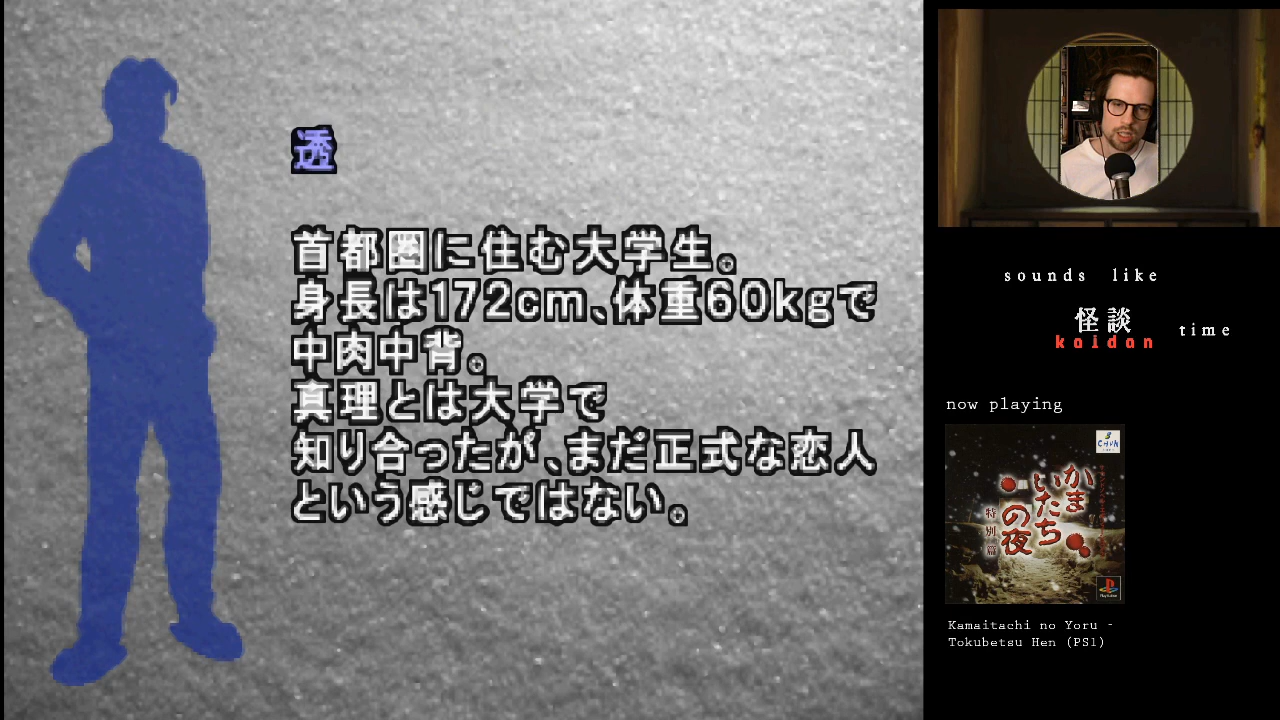 透
首都圏に住む大学生。
身長は172cm、体重60kgで
中肉中背。
真理とは大学で
知り合ったが、まだ正式な恋人
という感じではない。
sounds like
怪談
kaidan
time
now playing
CHUN
かま
いたち
の夜
特別篇
PlayStation
Kamaitachi no Yoru -
Tokubetsu Hen (PS1)